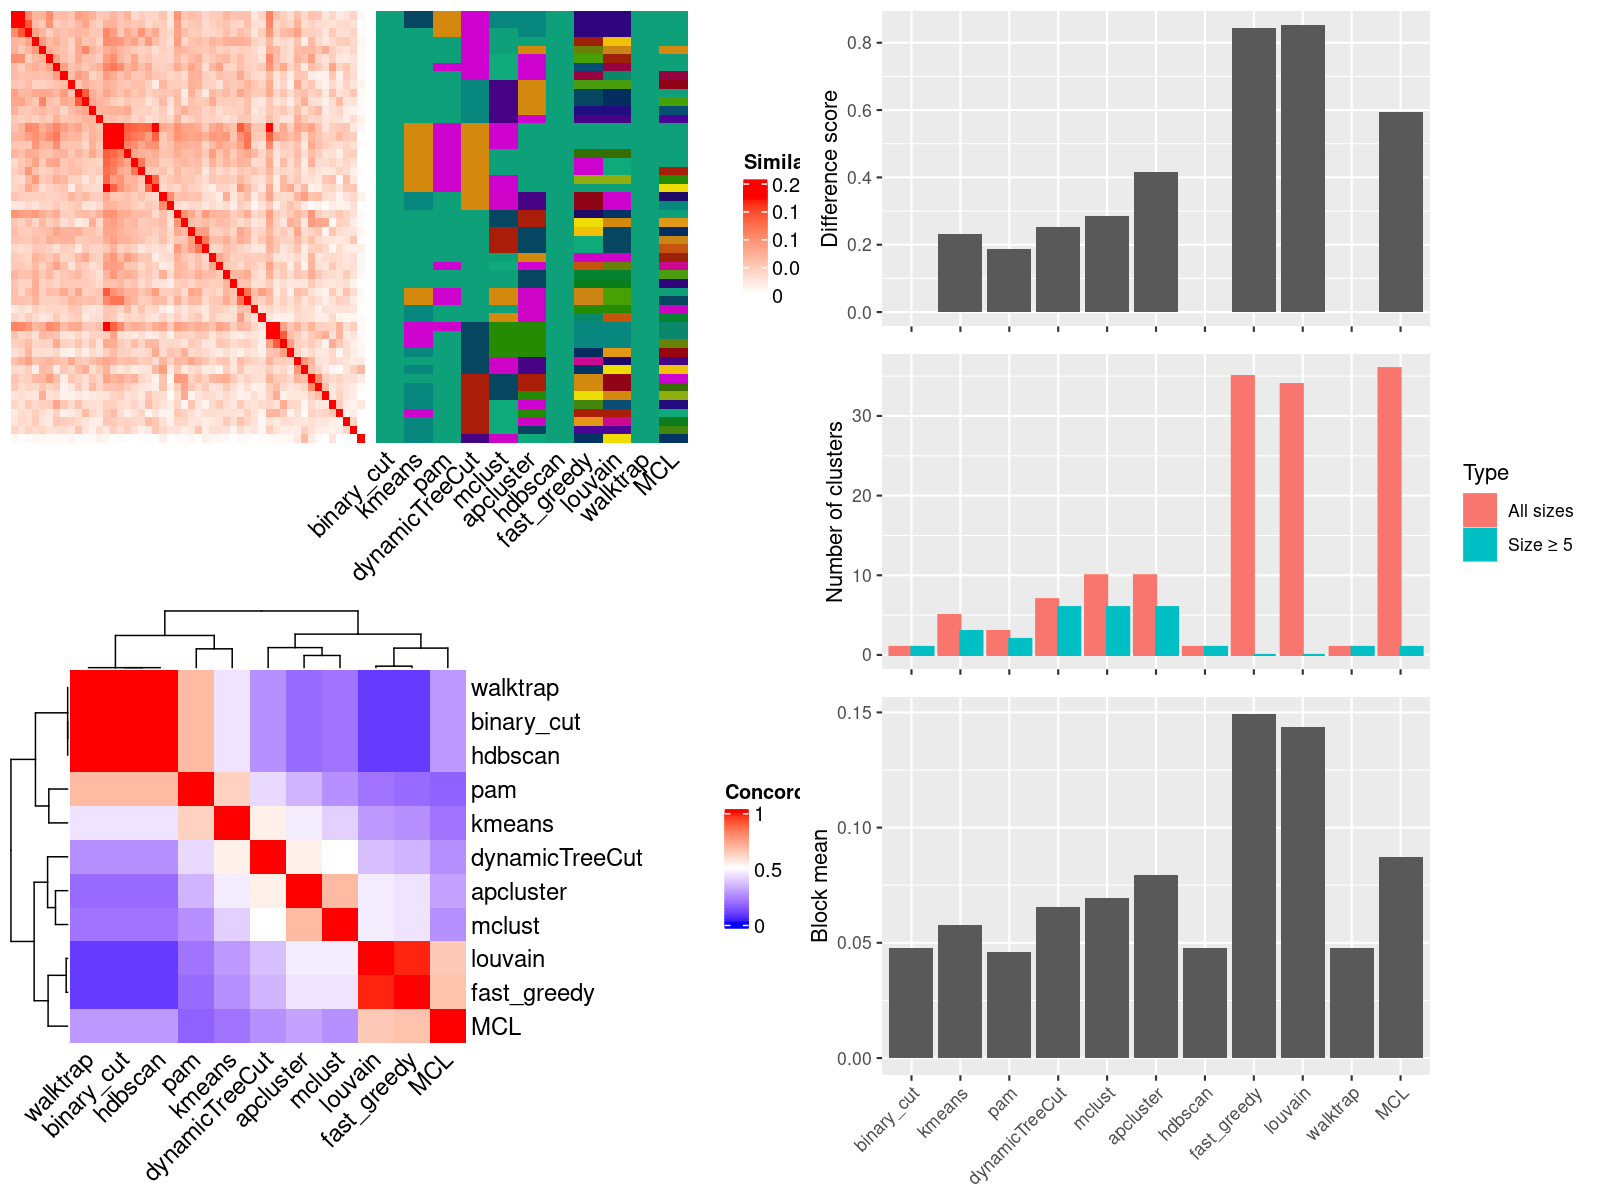 Simila
0.2
0.1
0.1
0.0
0
binary_cut
kmeans
pam
dynamicTreeCut
mclust
apcluster
hdbscan
fast_greedy
louvain
walktrap
MCL
walktrap
binary_cut
hdbscan
pam
kmeans
dynamicTreeCut
apcluster
mclust
louvain
fast_greedy
MCL
Concord
1
0.5
0
walktrap
binary_cut
hdbscan
pam
kmeans
dynamicTreeCut
apcluster
mclust
louvain
fast_greedy
MCL
Difference score
0.8
0.6
0.4
0.2
0.0
Number of clusters
30
20
10
0
Type
All sizes
Size ≥ 5
Block mean
0.15
0.10
0.05
0.00
binary_cut
kmeans
pam
dynamicTreeCut
mclust
apcluster
hdbscan
fast_greedy
louvain
walktrap
MCL